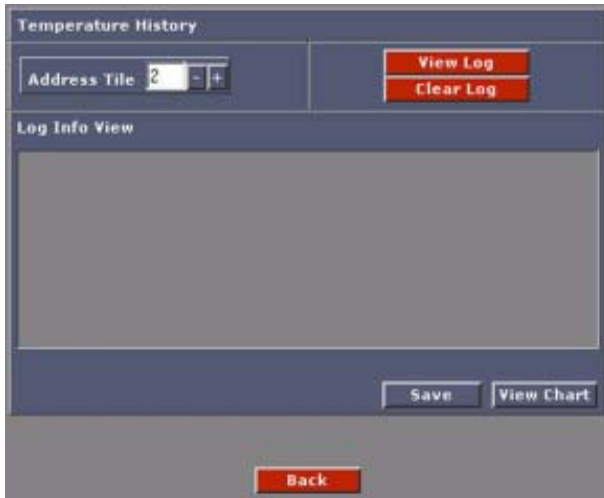 Temperature History
Address Tile 2 - +
View Log
Clear Log
Log Info View
Save View Chart
Back